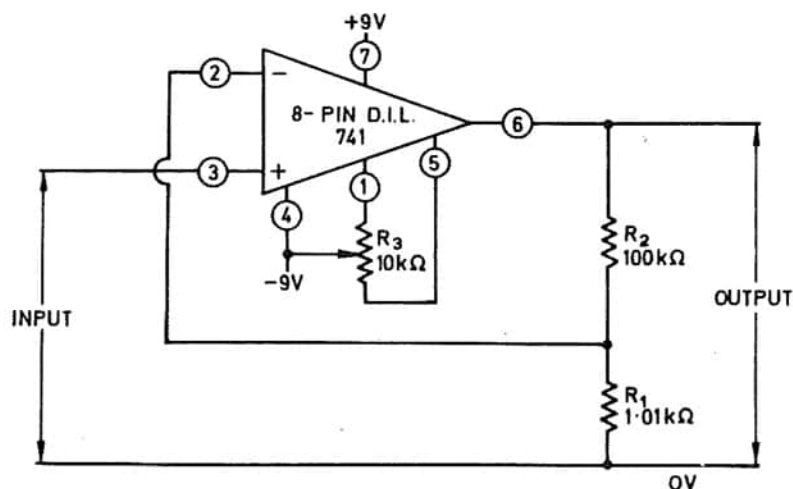 +9V
7
2
−
8-PIN D.I.L.
741
6
5
3
+
1
4
R3
10kΩ
-9V
R2
100kΩ
INPUT
OUTPUT
R1
1·01kΩ
0V